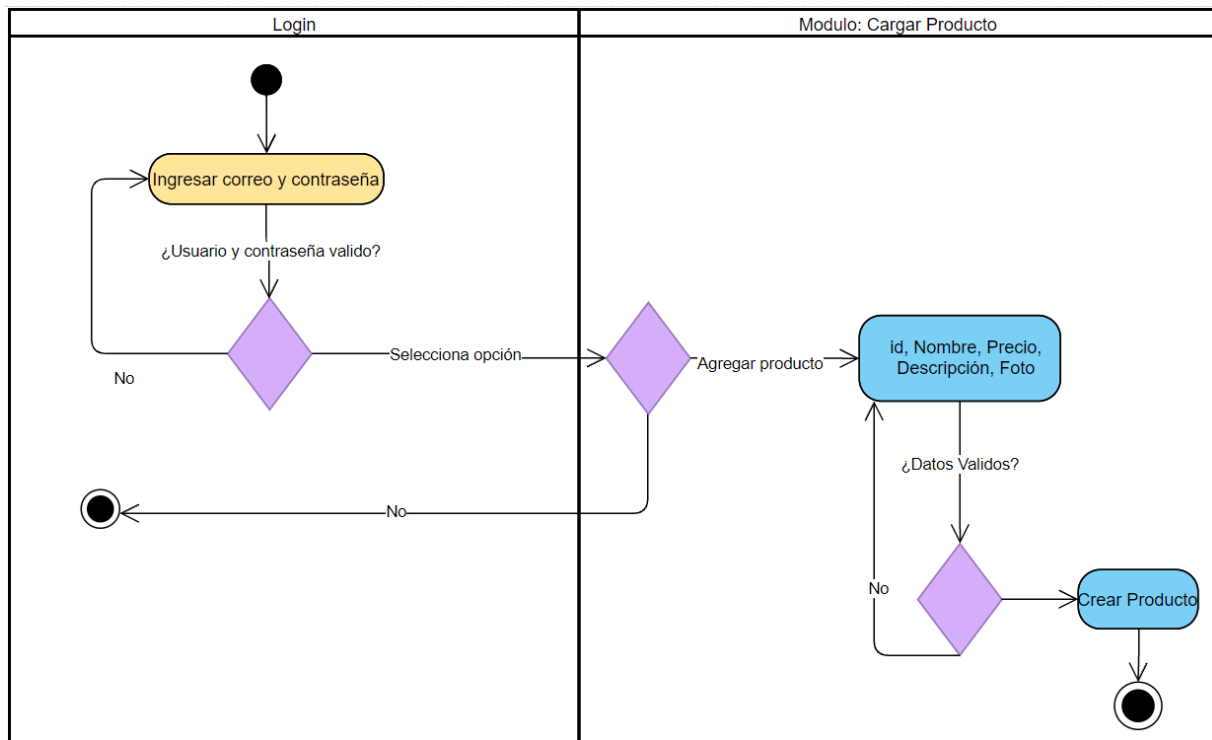 Login
Modulo: Cargar Producto
Ingresar correo y contraseña
¿Usuario y contraseña valido?
No
Selecciona opción
Agregar producto
id, Nombre, Precio,
Descripción, Foto
¿Datos Validos?
No
No
Crear Producto